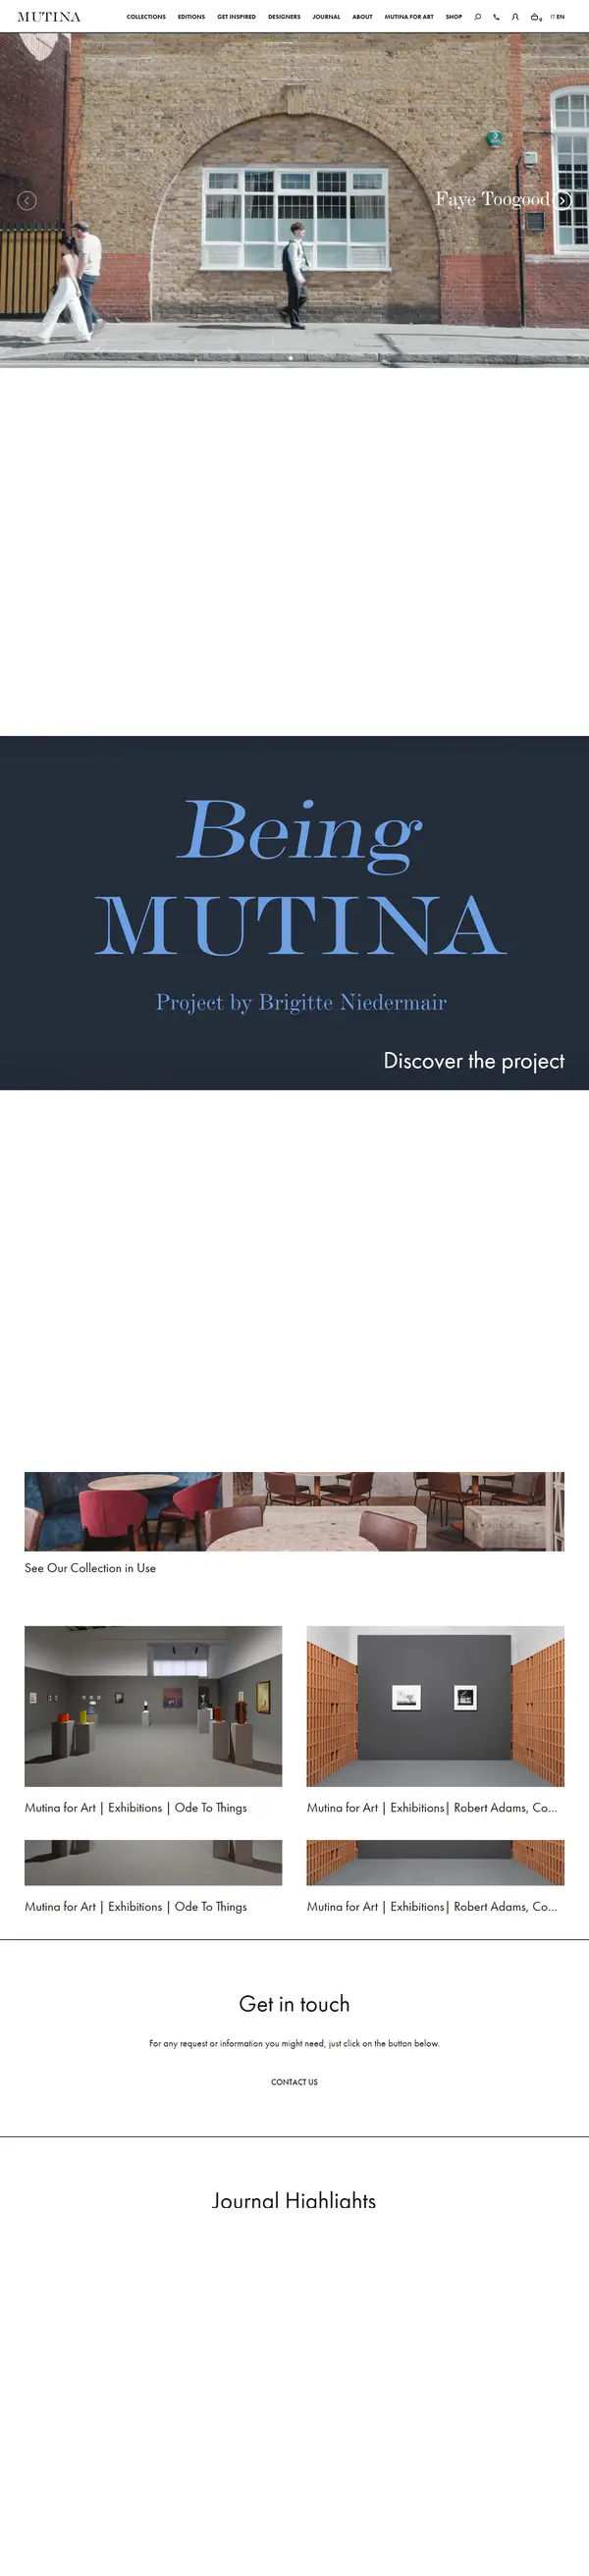 MUTINA
COLLECTIONS EDITIONS GET INSPIRED DESIGNERS JOURNAL ABOUT MUTINA FOR ART SHOP 0 IT EN
Faye Toogood
Being
MUTINA
Project by Brigitte Niedermair
Discover the project
See Our Collection in Use
Mutina for Art | Exhibitions | Ode To Things
Mutina for Art | Exhibitions| Robert Adams, Co...
Mutina for Art | Exhibitions | Ode To Things
Mutina for Art | Exhibitions| Robert Adams, Co...
Get in touch
For any request or information you might need, just click on the button below.
CONTACT US
Journal Highlights